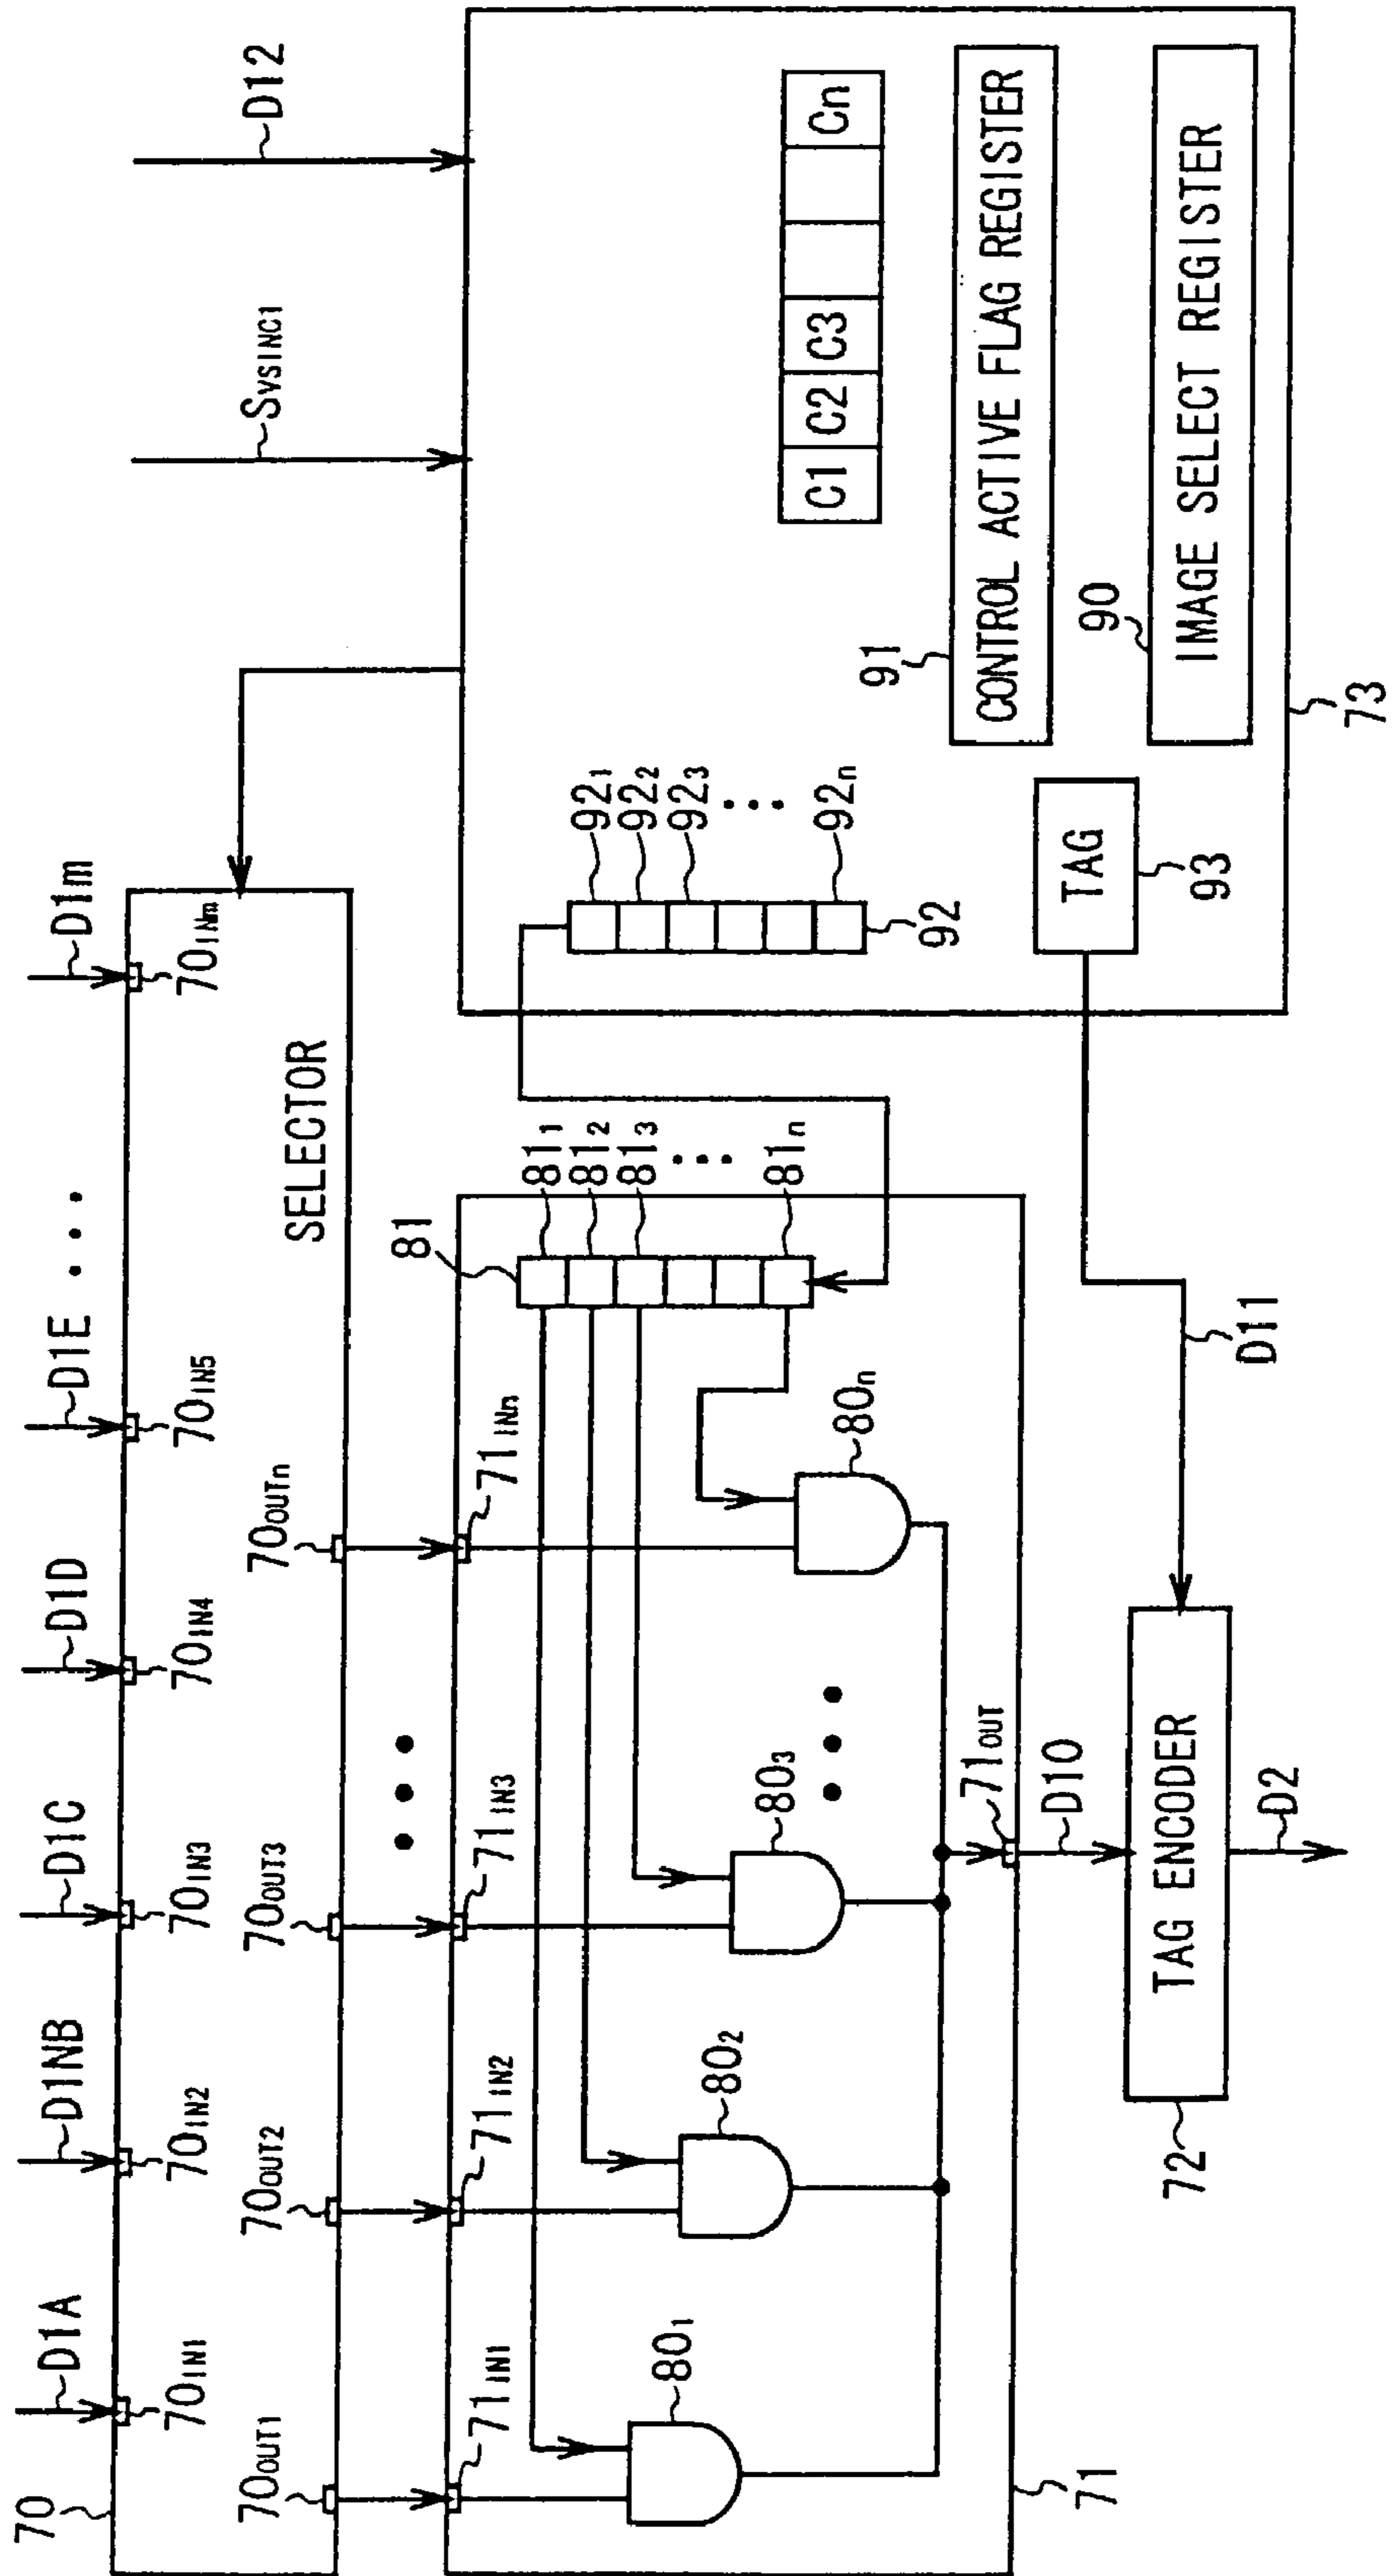 70
D1A
D1NB
D1C
D1D
D1E
D1m
70IN1
70IN2
70IN3
70IN4
70IN5
70INm
SELECTOR
70OUT1
70OUT2
70OUT3
70OUTn
SVSINC1
D12
71IN1
71IN2
71IN3
71INn
81
811
812
813
81n
801
802
803
80n
71OUT
71
D10
TAG ENCODER
72
D2
D11
921
922
923
92n
92
TAG
93
C1 C2 C3 Cn
91
CONTROL ACTIVE FLAG REGISTER
90
IMAGE SELECT REGISTER
73